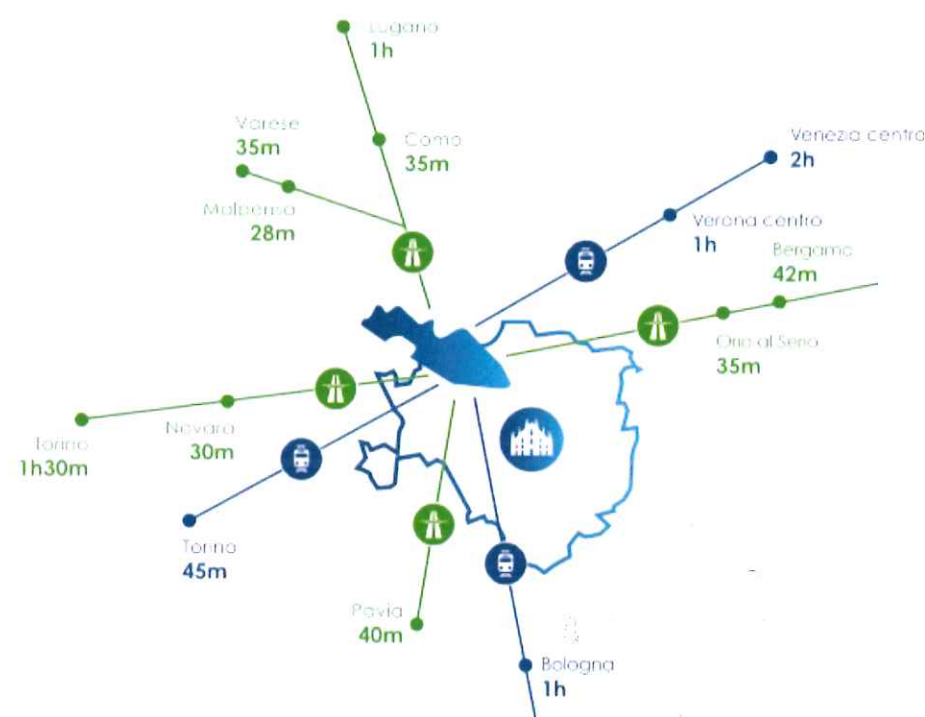 Lugano
1h
Varese
35m
Como
35m
Malpensa
28m
Venezia centro
2h
Verona centro
1h
Bergamo
42m
Orio al Serio
35m
Torino
1h30m
Novara
30m
Torino
45m
Pavia
40m
Bologna
1h